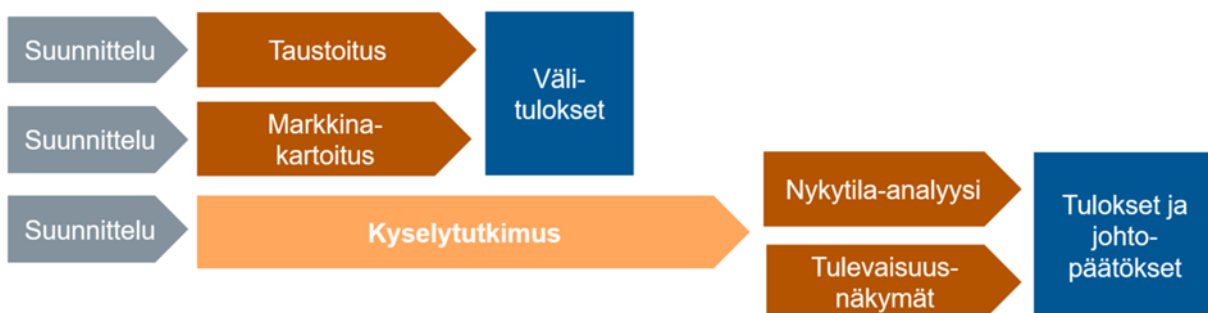 Suunnittelu
Taustoitus
Väli-
tulokset
Suunnittelu
Markkina-
kartoitus
Suunnittelu
Kyselytutkimus
Nykytila-analyysi
Tulevaisuus-
näkymät
Tulokset ja
johto-
päätökset